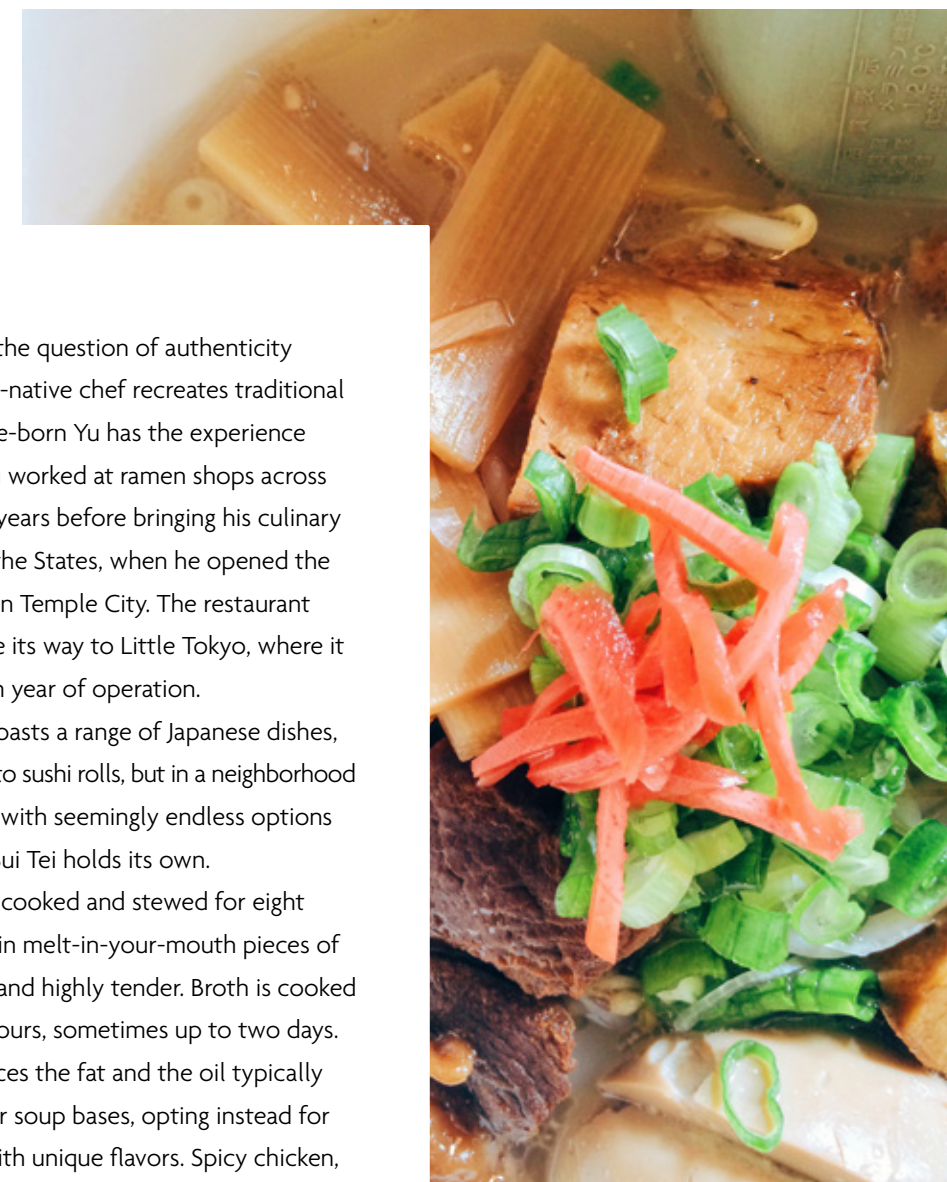 the question of authenticity
-native chef recreates traditional
e-born Yu has the experience
worked at ramen shops across
years before bringing his culinary
the States, when he opened the
n Temple City. The restaurant
e its way to Little Tokyo, where it
year of operation.
oasts a range of Japanese dishes,
to sushi rolls, but in a neighborhood
with seemingly endless options
ui Tei holds its own.
cooked and stewed for eight
in melt-in-your-mouth pieces of
and highly tender. Broth is cooked
ours, sometimes up to two days.
ces the fat and the oil typically
r soup bases, opting instead for
ith unique flavors. Spicy chicken,